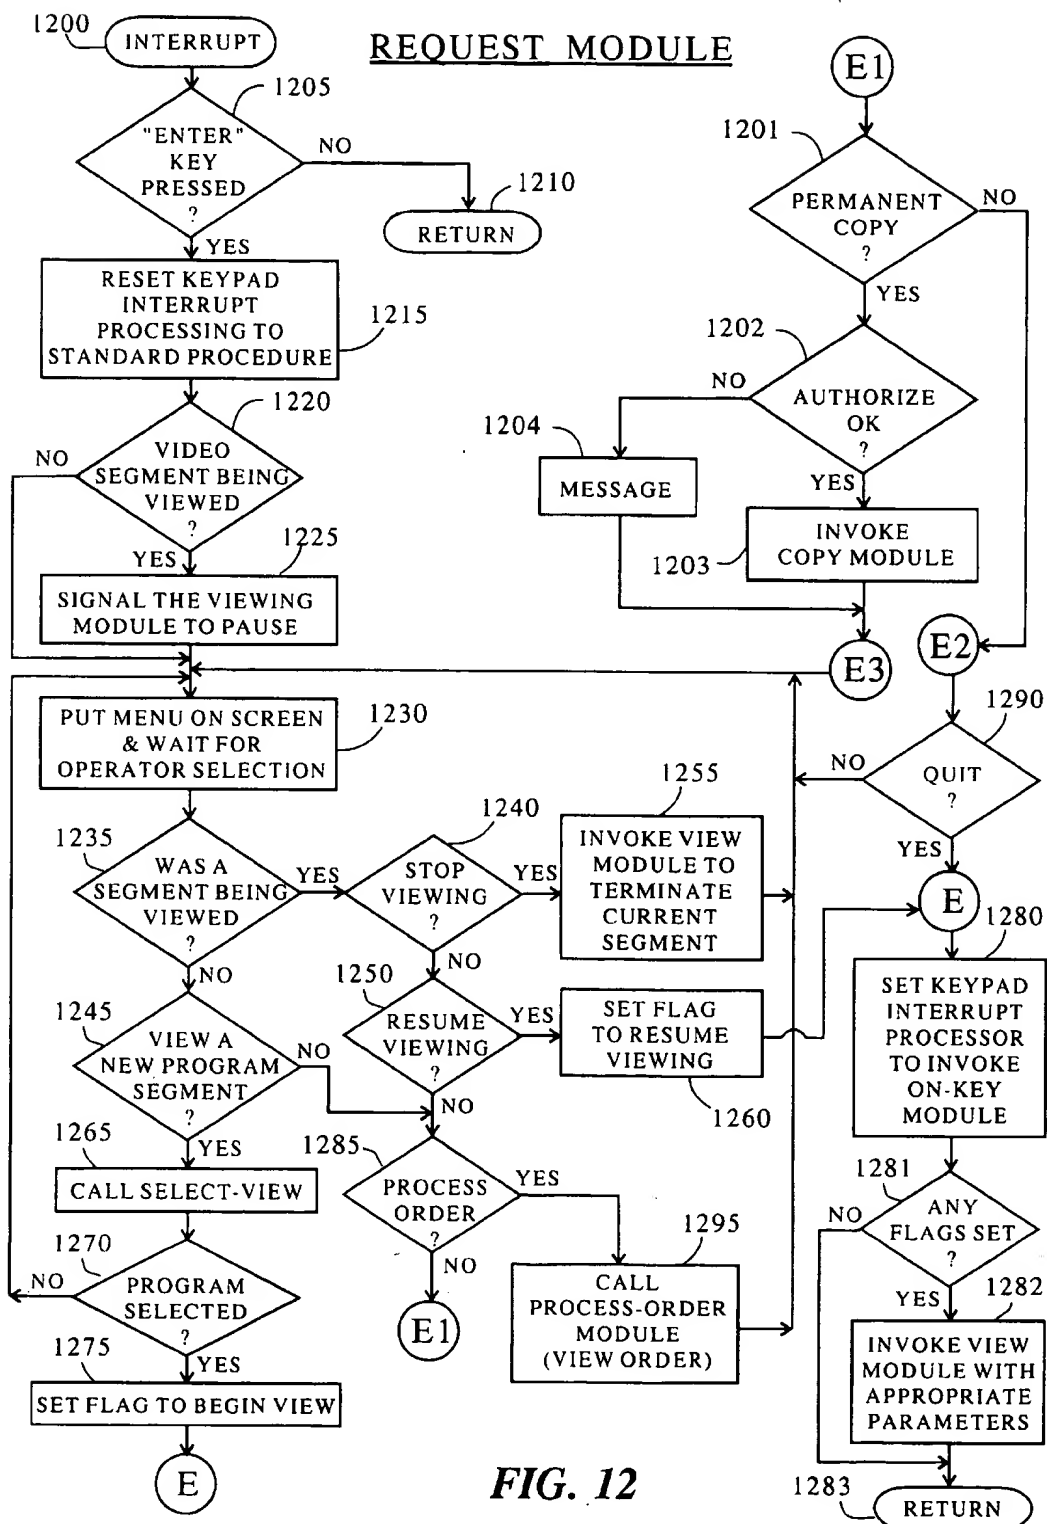 REQUEST MODULE
1200
INTERRUPT
1205
"ENTER"
KEY
PRESSED
?
NO
1210
RETURN
YES
RESET KEYPAD
INTERRUPT
PROCESSING TO
STANDARD PROCEDURE
1215
1220
NO
VIDEO
SEGMENT BEING
VIEWED
?
YES
1225
SIGNAL THE VIEWING
MODULE TO PAUSE
PUT MENU ON SCREEN
& WAIT FOR
OPERATOR SELECTION
1230
1235
WAS A
SEGMENT BEING
VIEWED
?
YES
NO
1240
STOP
VIEWING
?
YES
NO
1255
INVOKE VIEW
MODULE TO
TERMINATE
CURRENT
SEGMENT
1245
VIEW A
NEW PROGRAM
SEGMENT
?
NO
YES
1250
RESUME
VIEWING
?
YES
NO
SET FLAG
TO RESUME
VIEWING
1260
1265
CALL SELECT-VIEW
1270
NO
PROGRAM
SELECTED
?
YES
1275
SET FLAG TO BEGIN VIEW
E
1285
PROCESS
ORDER
?
YES
NO
E1
1295
CALL
PROCESS-ORDER
MODULE
(VIEW ORDER)
E1
1201
PERMANENT
COPY
?
NO
YES
1202
NO
AUTHORIZE
OK
?
YES
1204
MESSAGE
1203
INVOKE
COPY MODULE
E3
E2
1290
NO
QUIT
?
YES
E
1280
SET KEYPAD
INTERRUPT
PROCESSOR
TO INVOKE
ON-KEY
MODULE
1281
NO
ANY
FLAGS SET
?
YES
1282
INVOKE VIEW
MODULE WITH
APPROPRIATE
PARAMETERS
1283
RETURN
FIG. 12